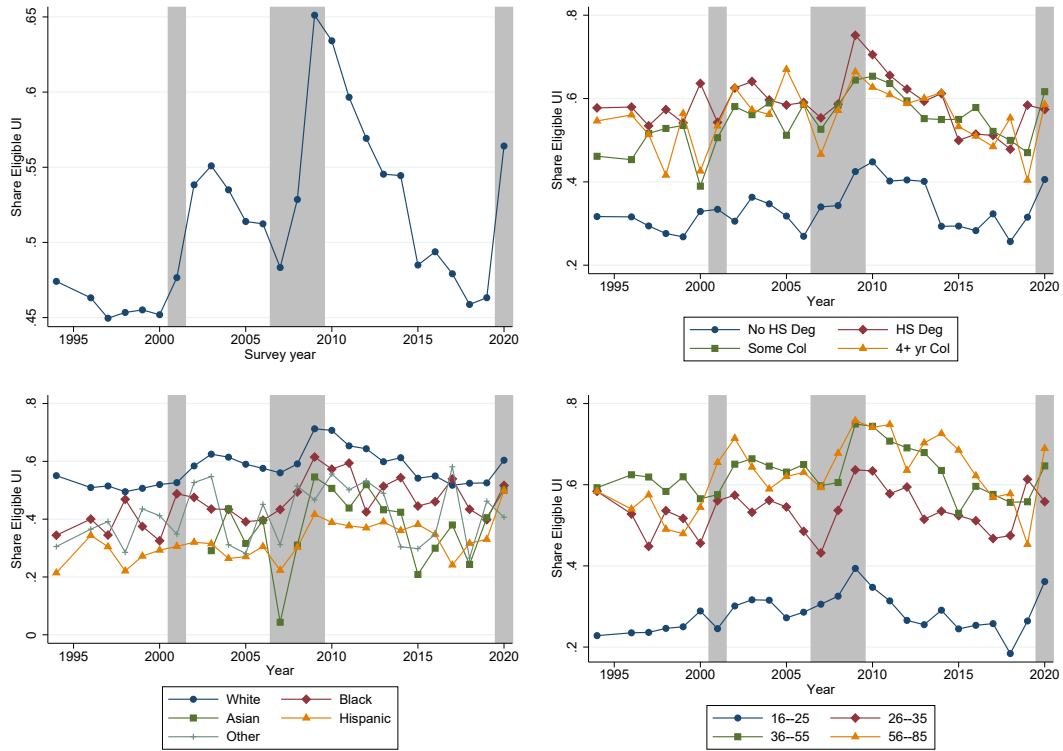 Share Eligible UI
.65
.6
.55
.5
.45
1995 2000 2005 2010 2015 2020
Survey year
Share Eligible UI
.8
.6
.4
.2
1995 2000 2005 2010 2015 2020
Year
No HS Deg HS Deg
Some Col 4+ yr Col
Share Eligible UI
.8
.6
.4
.2
0
1995 2000 2005 2010 2015 2020
Year
White Black
Asian Hispanic
Other
Share Eligible UI
.8
.6
.4
.2
1995 2000 2005 2010 2015 2020
Year
16--25 26--35
36--55 56--85